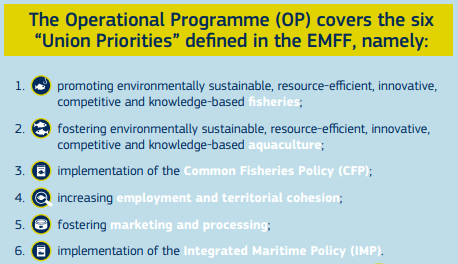 The Operational Programme (OP) covers the six
“Union Priorities” defined in the EMFF, namely:
1. promoting environmentally sustainable, resource-efficient, innovative,
competitive and knowledge-based fisheries;
2. fostering environmentally sustainable, resource-efficient, innovative,
competitive and knowledge-based aquaculture;
3. implementation of the Common Fisheries Policy (CFP);
4. increasing employment and territorial cohesion;
5. fostering marketing and processing;
6. implementation of the Integrated Maritime Policy (IMP).